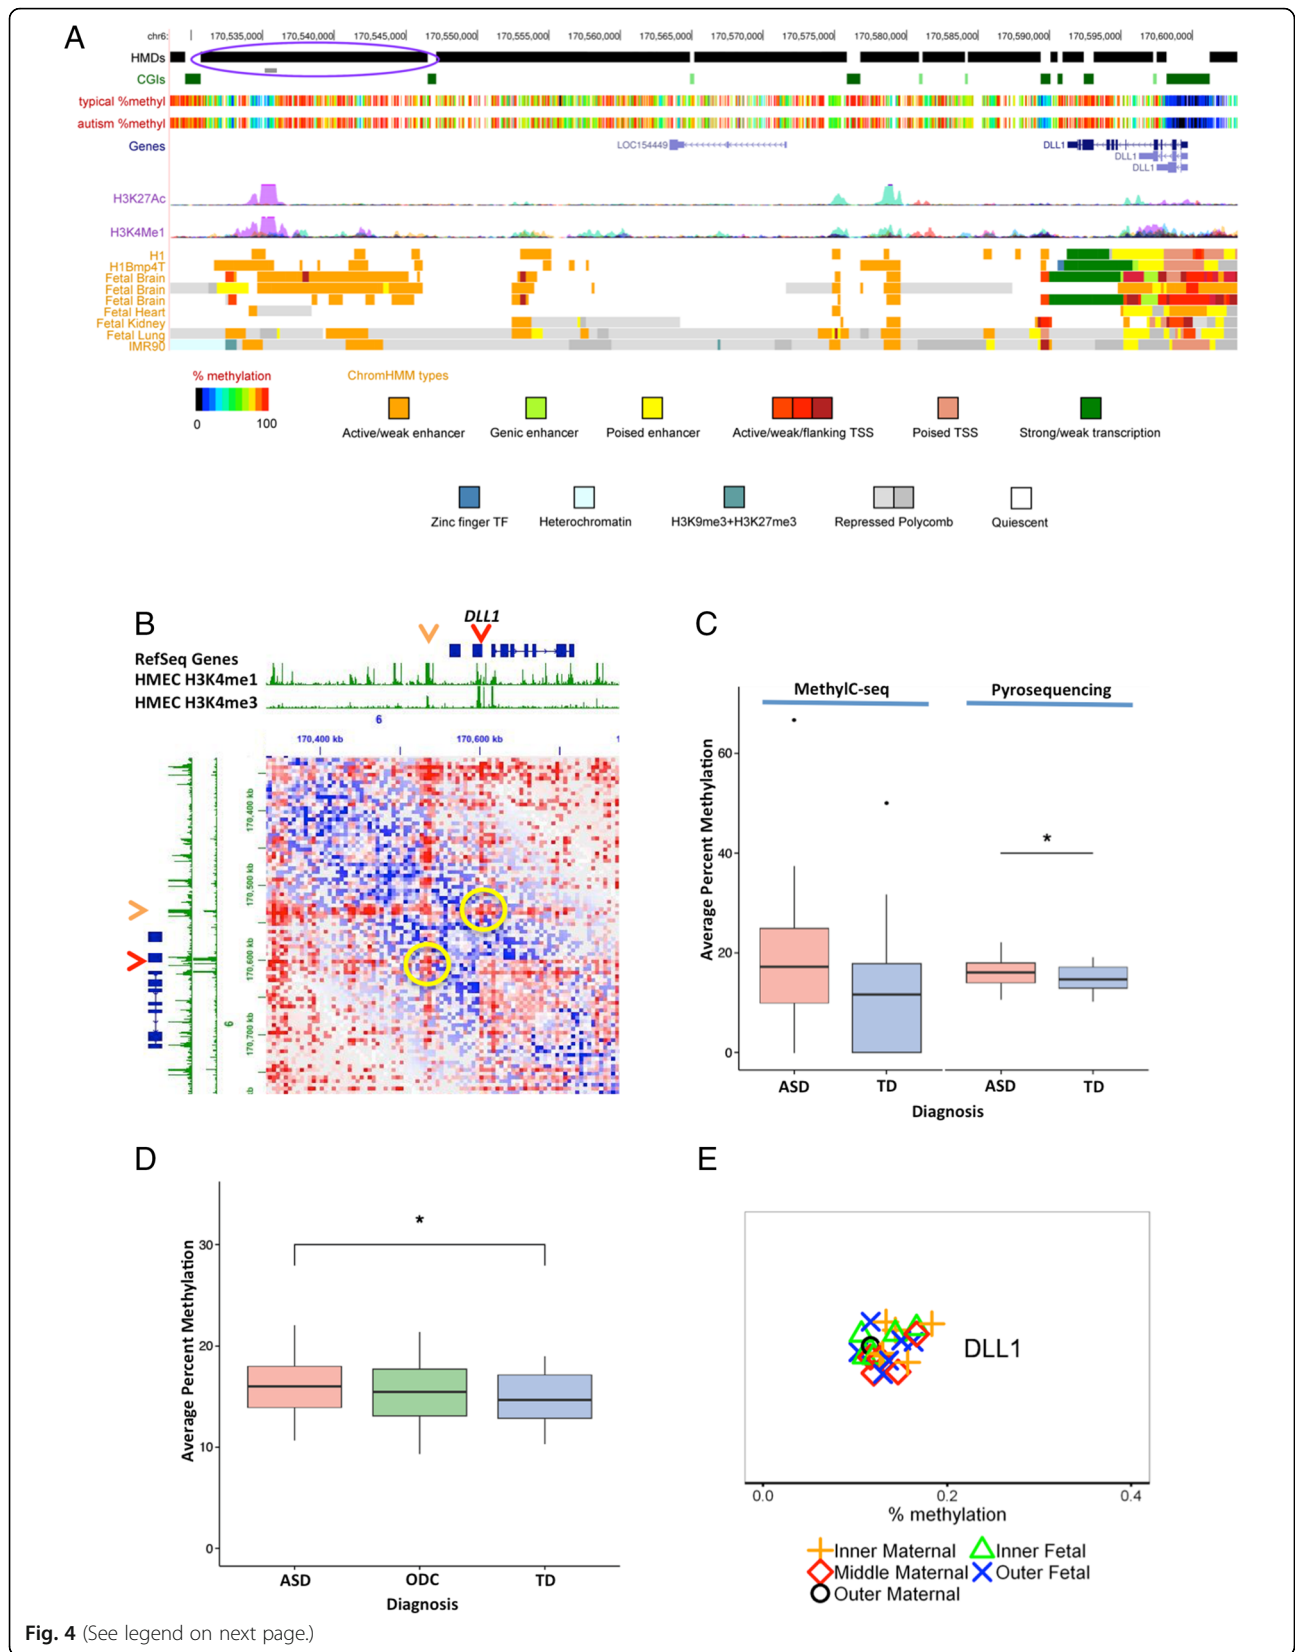 A
chr6: 170,535,000 170,540,000 170,545,000 170,550,000 170,555,000 170,560,000 170,565,000 170,570,000 170,575,000 170,580,000 170,585,000 170,590,000 170,595,000 170,600,000
HMDs
CGIs
typical %methyl
autism %methyl
Genes
LOC154449
DLL1
DLL1
DLL1
H3K27Ac
H3K4Me1
H1
H1Bmp4T
Fetal Brain
Fetal Brain
Fetal Brain
Fetal Heart
Fetal Kidney
Fetal Lung
IMR90
% methylation
ChromHMM types
0 100
Active/weak enhancer
Genic enhancer
Poised enhancer
Active/weak/flanking TSS
Poised TSS
Strong/weak transcription
Zinc finger TF
Heterochromatin
H3K9me3+H3K27me3
Repressed Polycomb
Quiescent
B
DLL1
RefSeq Genes
HMEC H3K4me1
HMEC H3K4me3
6
170,400 kb 170,600 kb 1
170,400 kb
170,500 kb
170,600 kb
170,700 kb
6
C
MethylC-seq Pyrosequencing
Average Percent Methylation
60
40
20
0
*
ASD TD ASD TD
Diagnosis
D
Average Percent Methylation
30
20
10
0
*
ASD ODC TD
Diagnosis
E
DLL1
0.0 0.2 0.4
% methylation
Inner Maternal Inner Fetal
Middle Maternal Outer Fetal
Outer Maternal
Fig. 4 (See legend on next page.)